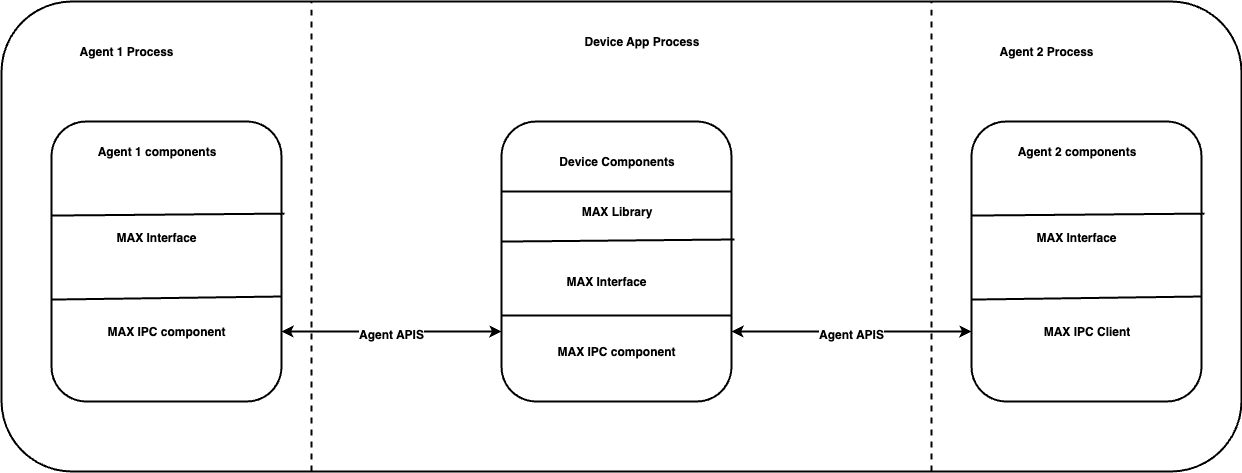 Agent 1 Process
Device App Process
Agent 2 Process
Agent 1 components
MAX Interface
MAX IPC component
Agent APIS
Device Components
MAX Library
MAX Interface
MAX IPC component
Agent APIS
Agent 2 components
MAX Interface
MAX IPC Client